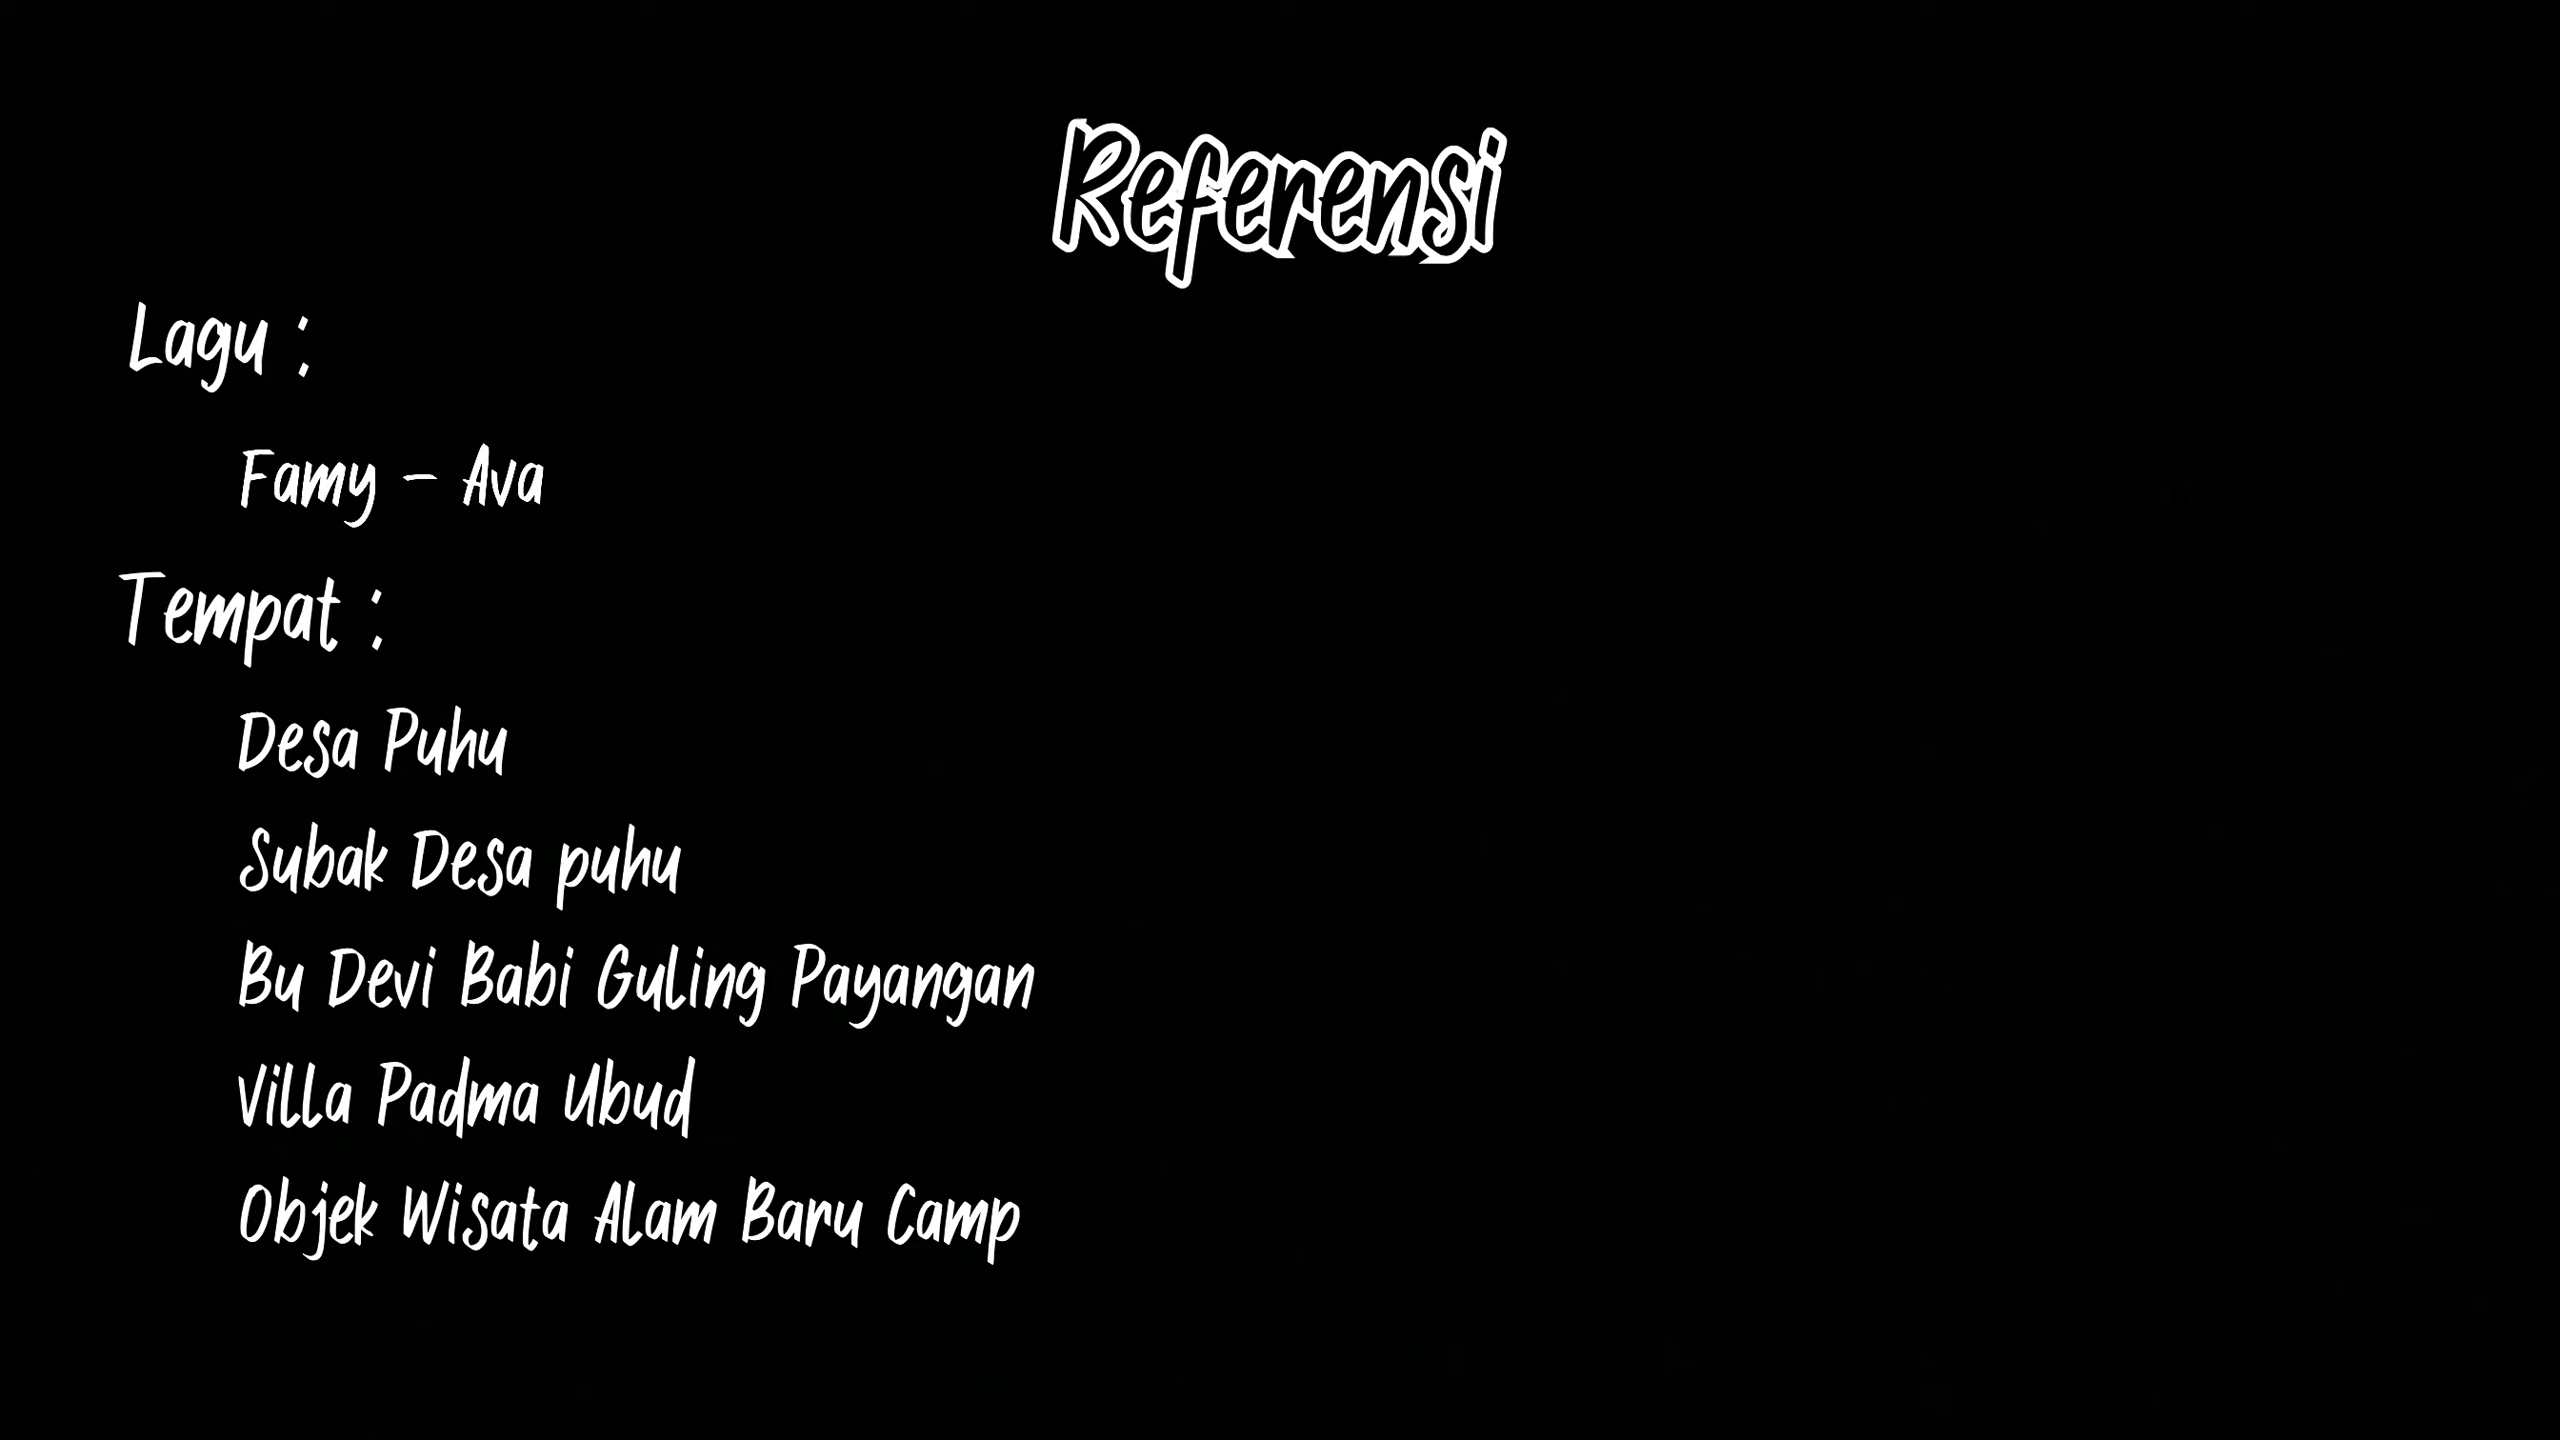 Referensi
Lagu :
Famy - Ava
Tempat :
Desa Puhu
Subak Desa puhu
Bu Devi Babi Guling Payangan
Villa Padma Ubud
Objek Wisata Alam Baru Camp